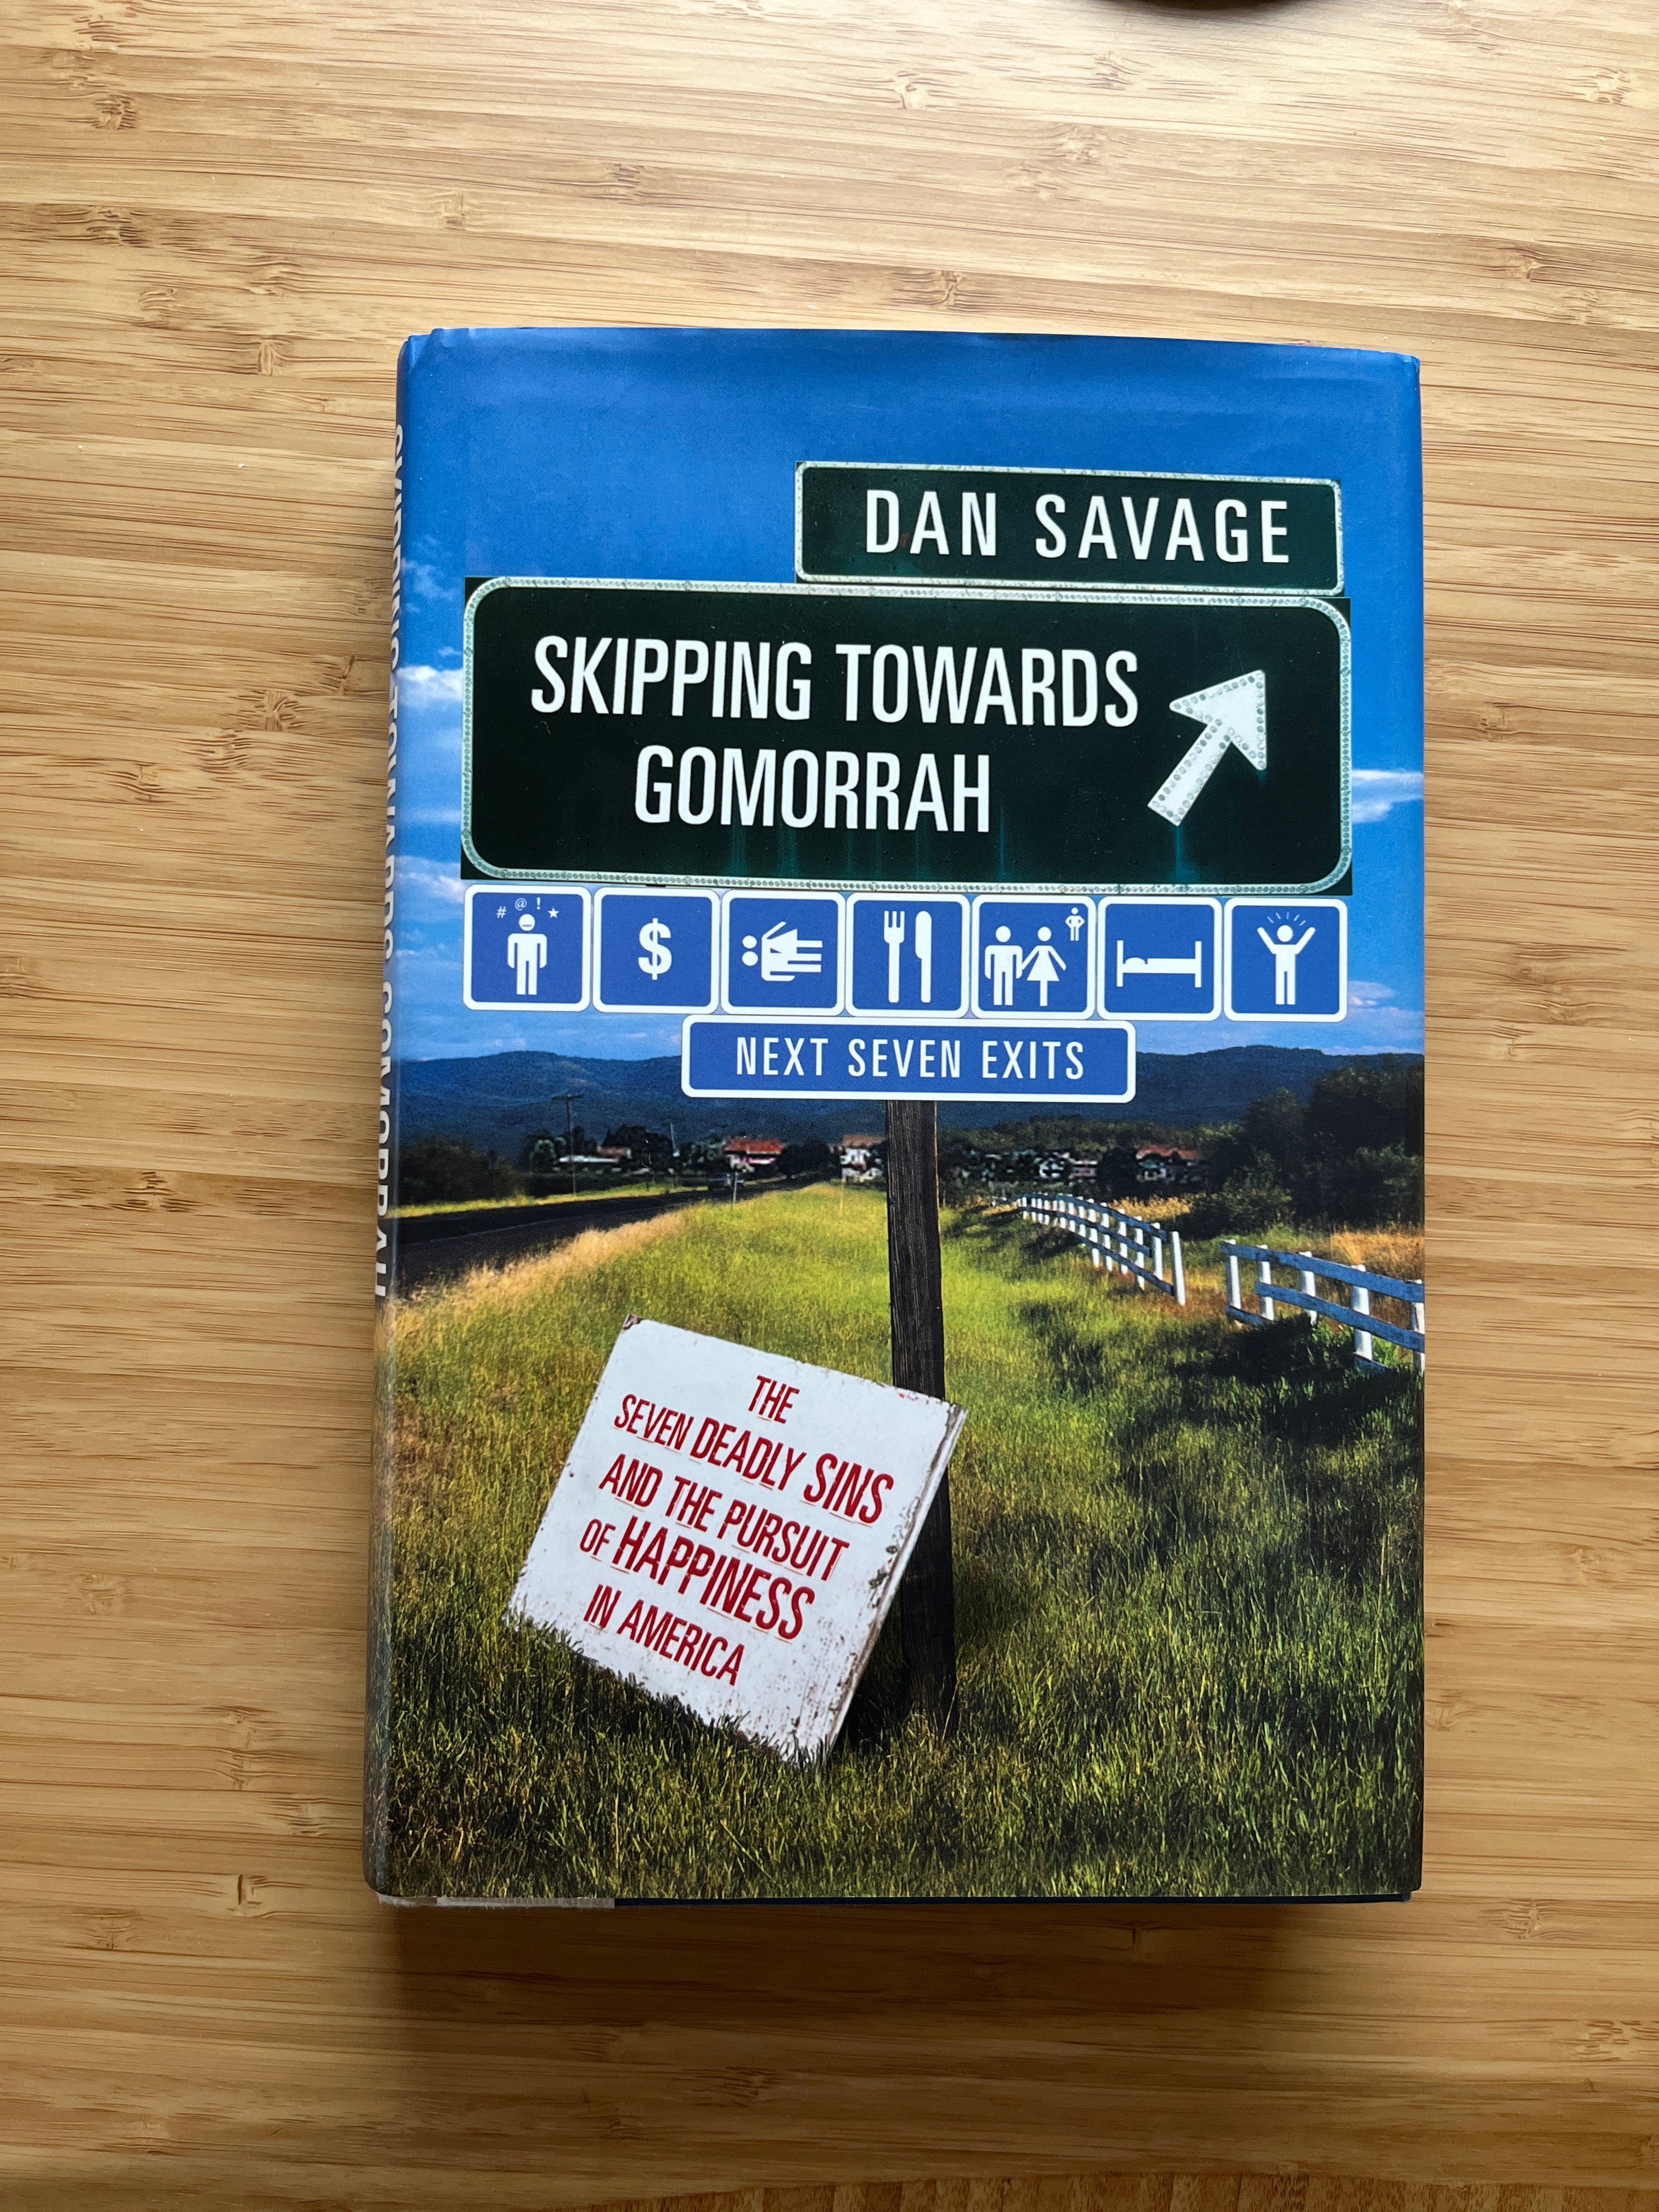 DAN SAVAGE
SKIPPING TOWARDS
GOMORRAH
# @ ! ★
$
NEXT SEVEN EXITS
THE
SEVEN DEADLY SINS
AND THE PURSUIT
OF HAPPINESS
IN AMERICA
SKIPPING TOWARDS GOMORRAH